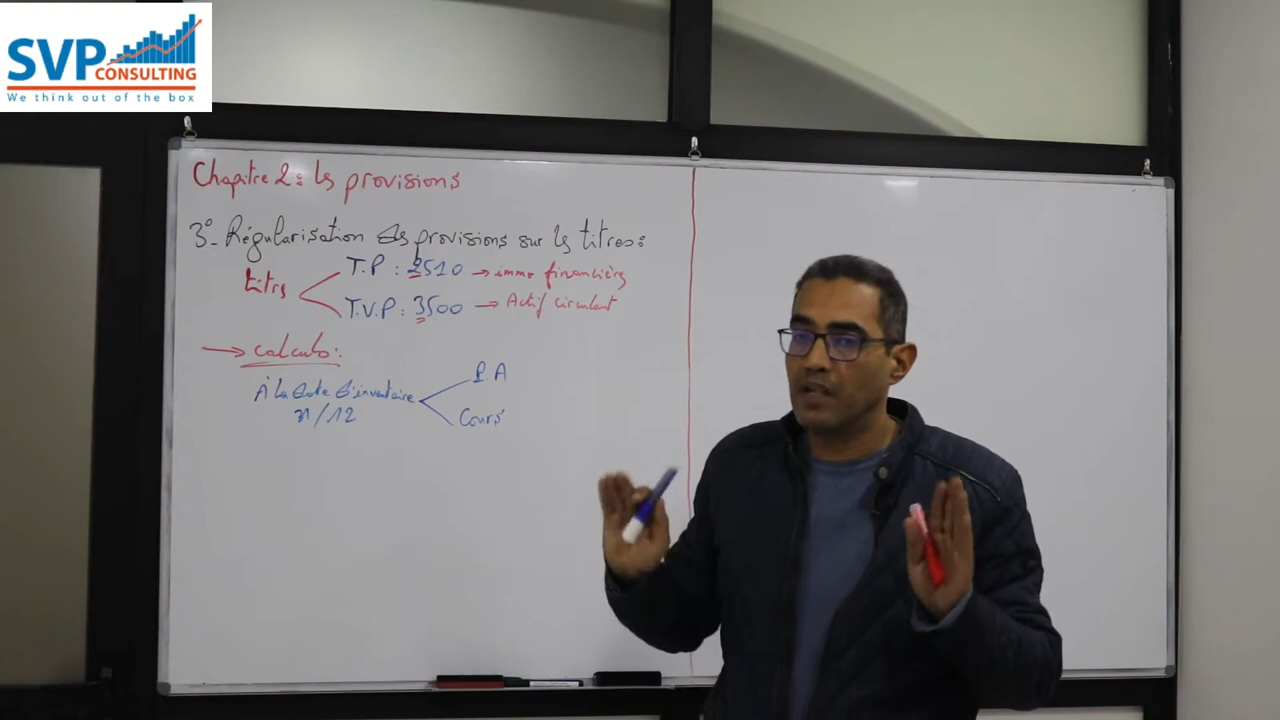 SVP
CONSULTING
We think out of the box
Chapitre 2: les provisions
3°- Régularisation des provisions sur les titres:
titres
T.P : 2510 → immo financières
T.V.P : 3500 → Actif circulant
→ calculs:
À la date d'inventaire
31/12
P.A
Cours